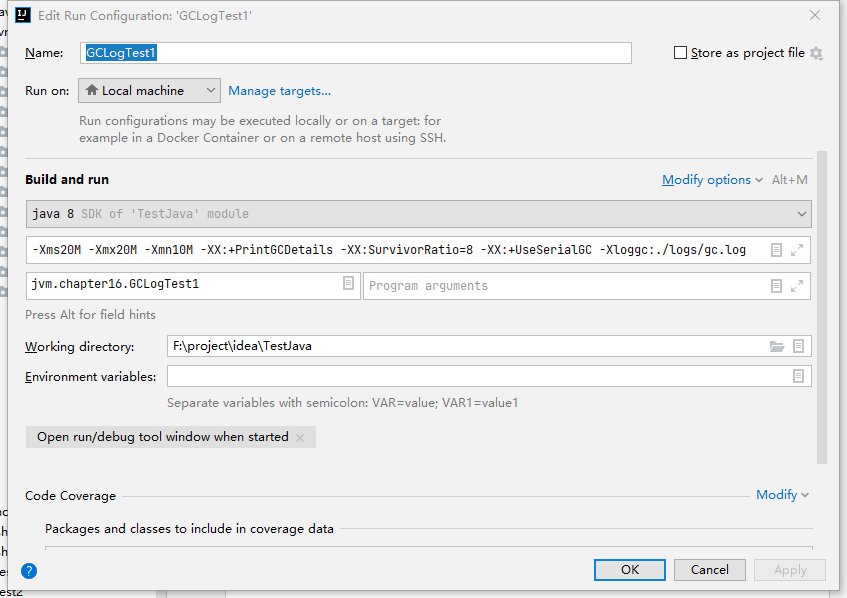 Edit Run Configuration: 'GCLogTest1'
Name: GCLogTest1 Store as project file
Run on: Local machine Manage targets...
Run configurations may be executed locally or on a target: for
example in a Docker Container or on a remote host using SSH.
Build and run Modify options Alt+M
java 8 SDK of 'TestJava' module
-Xms20M -Xmx20M -Xmn10M -XX:+PrintGCDetails -XX:SurvivorRatio=8 -XX:+UseSerialGC -Xloggc:./logs/gc.log
jvm.chapter16.GCLogTest1 Program arguments
Press Alt for field hints
Working directory: F:\project\idea\TestJava
Environment variables:
Separate variables with semicolon: VAR=value; VAR1=value1
Open run/debug tool window when started
Code Coverage Modify
Packages and classes to include in coverage data
? OK Cancel Apply